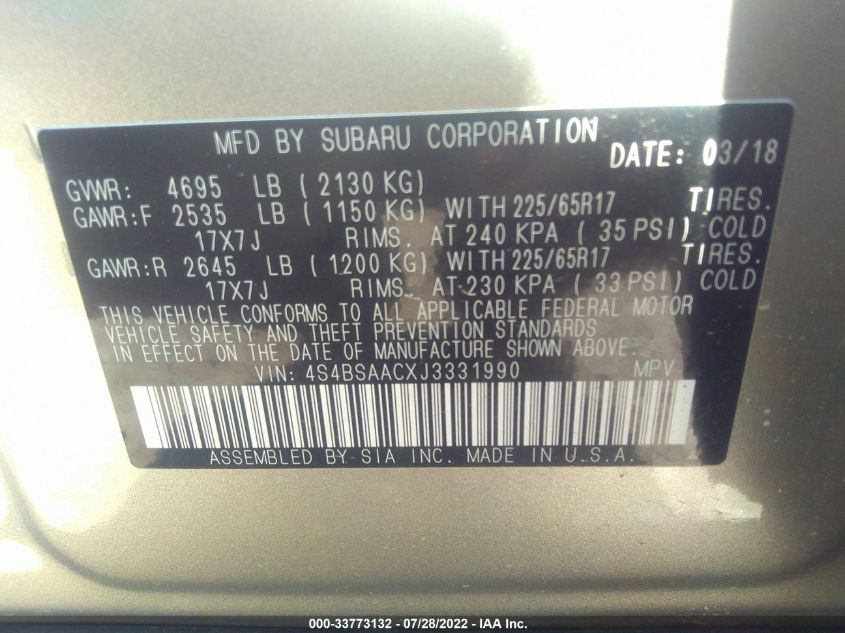 MFD BY SUBARU CORPORATION DATE: 03/18
GVWR: 4695 LB ( 2130 KG)
GAWR:F 2535 LB ( 1150 KG) WITH 225/65R17 TIRES.
17X7J RIMS. AT 240 KPA ( 35 PSI) COLD
GAWR:R 2645 LB ( 1200 KG) WITH 225/65R17 TIRES.
17X7J RIMS. AT 230 KPA ( 33 PSI) COLD
THIS VEHICLE CONFORMS TO ALL APPLICABLE FEDERAL MOTOR
VEHICLE SAFETY AND THEFT PREVENTION STANDARDS
IN EFFECT ON THE DATE OF MANUFACTURE SHOWN ABOVE.
VIN: 4S4BSAACXJ3331990 MPV
ASSEMBLED BY SIA INC. MADE IN U.S.A.
000-33773132 - 07/28/2022 - IAA Inc.